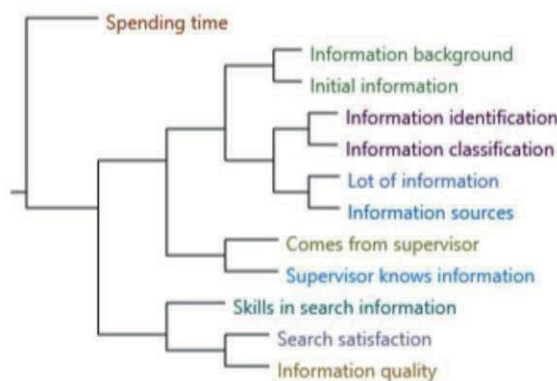 Spending time
Information background
Initial information
Information identification
Information classification
Lot of information
Information sources
Comes from supervisor
Supervisor knows information
Skills in search information
Search satisfaction
Information quality